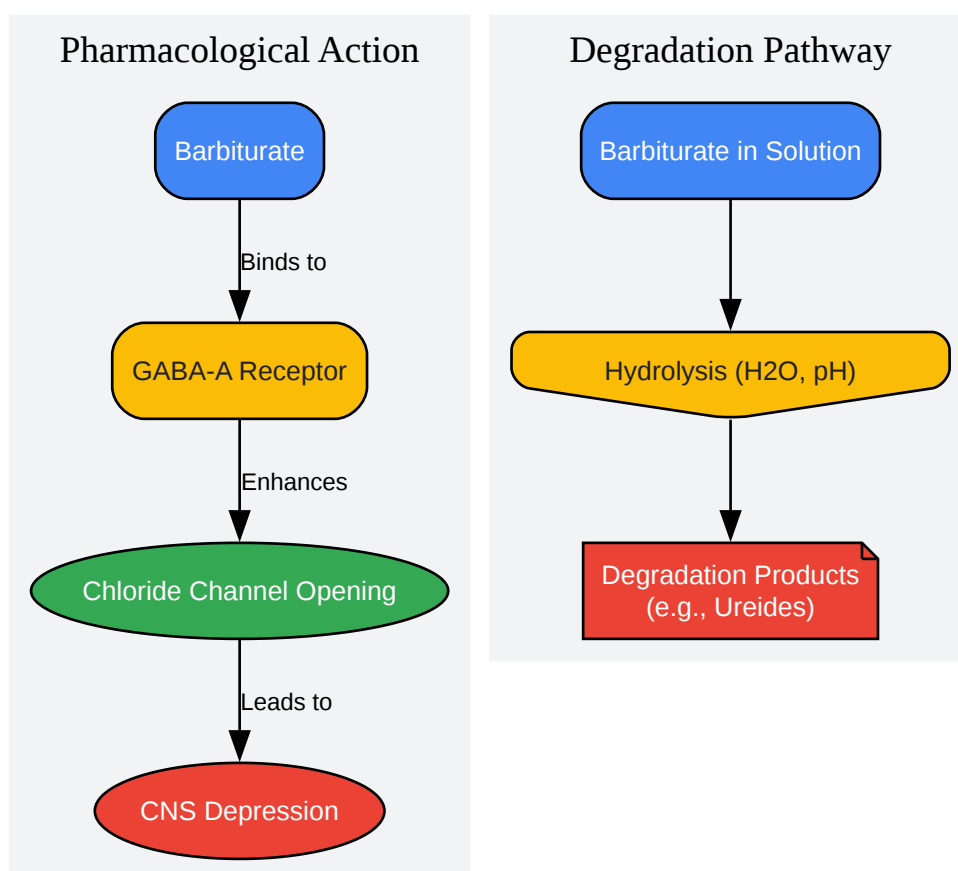 Pharmacological Action
Barbiturate
Binds to
GABA-A Receptor
Enhances
Chloride Channel Opening
Leads to
CNS Depression
Degradation Pathway
Barbiturate in Solution
Hydrolysis (H2O, pH)
Degradation Products
(e.g., Ureides)